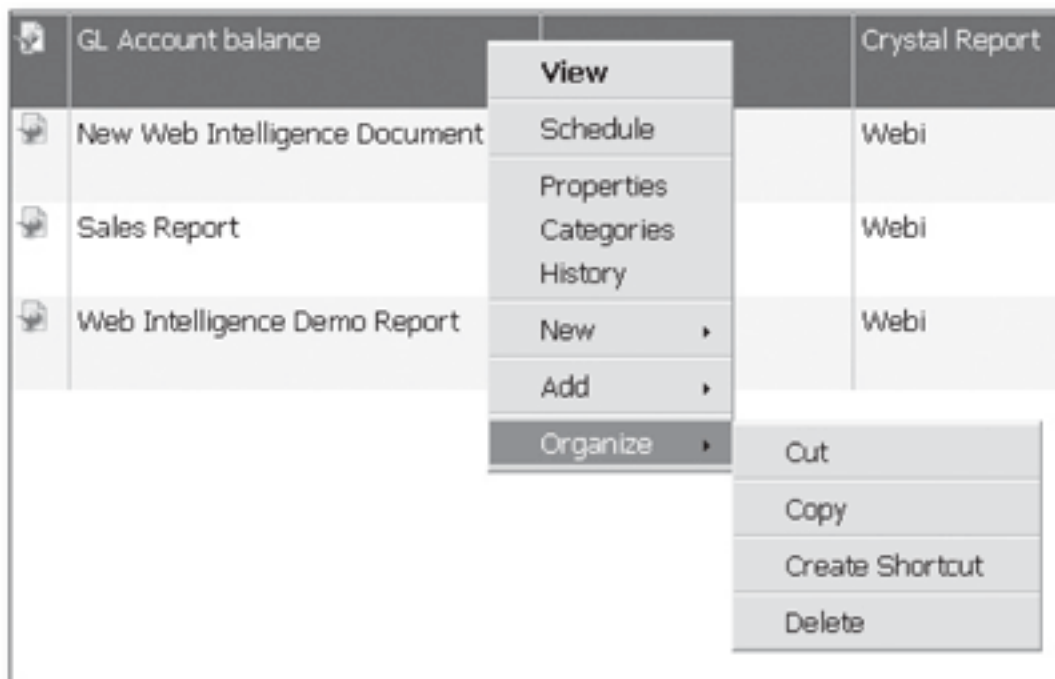 GL Account balance
Crystal Report
New Web Intelligence Document
Webi
Sales Report
Webi
Web Intelligence Demo Report
Webi
View
Schedule
Properties
Categories
History
New
Add
Organize
Cut
Copy
Create Shortcut
Delete